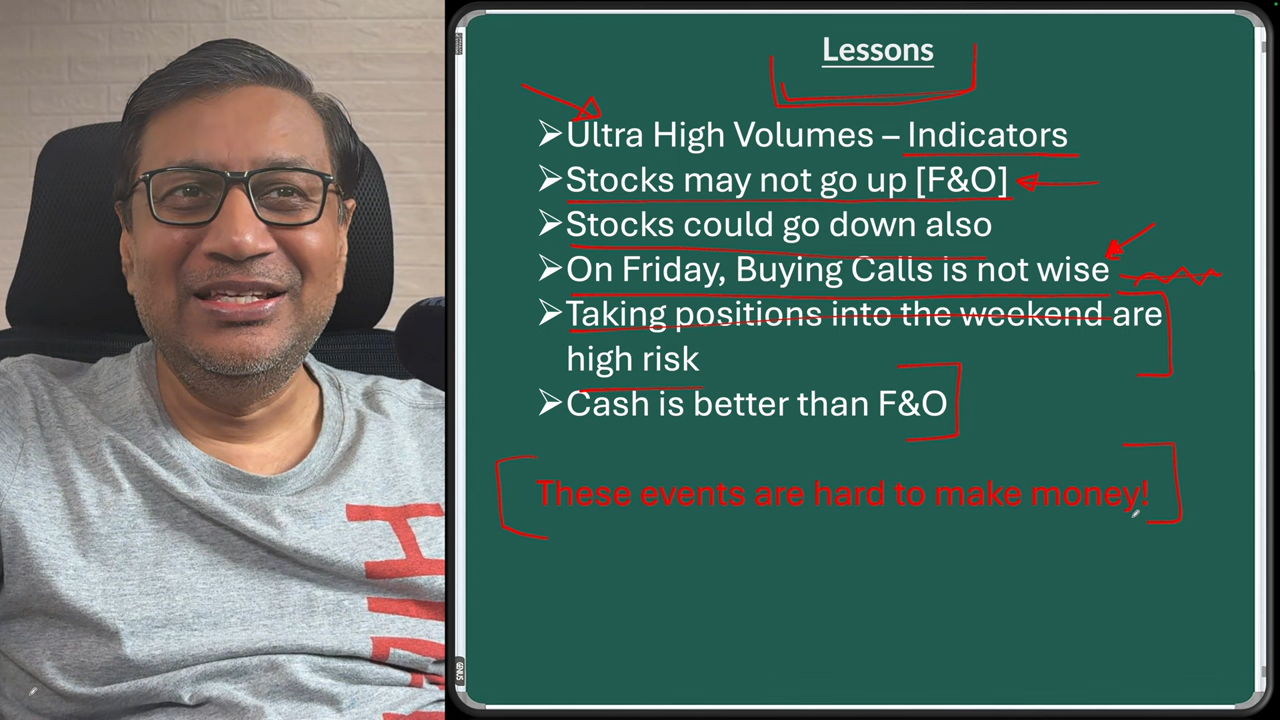 Lessons
➢Ultra High Volumes – Indicators
➢Stocks may not go up [F&O]
➢Stocks could go down also
➢On Friday, Buying Calls is not wise
➢Taking positions into the weekend are
high risk
➢Cash is better than F&O
These events are hard to make money!